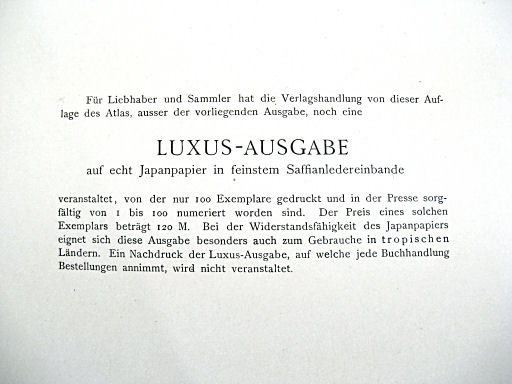 Für Liebhaber und Sammler hat die Verlagshandlung von dieser Auf-
lage des Atlas, ausser der vorliegenden Ausgabe, noch eine
LUXUS-AUSGABE
auf echt Japanpapier in feinstem Saffianledereinbande
veranstaltet, von der nur 100 Exemplare gedruckt und in der Presse sorg-
fältig von 1 bis 100 numeriert worden sind. Der Preis eines solchen
Exemplars beträgt 120 M. Bei der Widerstandsfähigkeit des Japanpapiers
eignet sich diese Ausgabe besonders auch zum Gebrauche in tropischen
Ländern. Ein Nachdruck der Luxus-Ausgabe, auf welche jede Buchhandlung
Bestellungen annimmt, wird nicht veranstaltet.